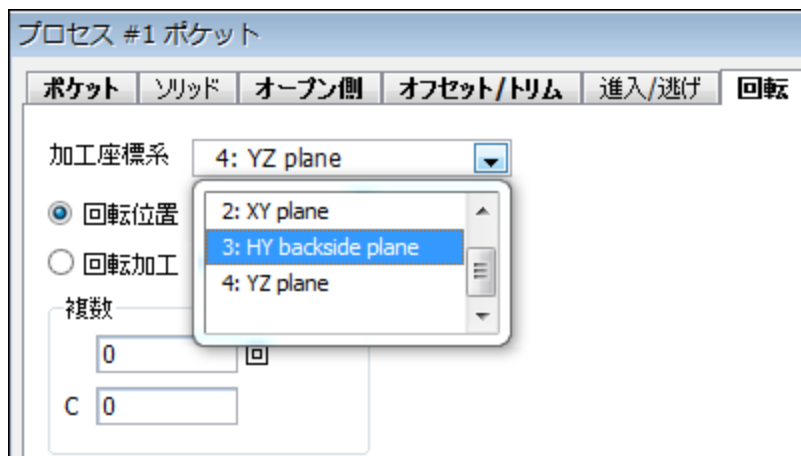 プロセス #1 ポケット
ポケット ソリッド オープン側 オフセット/トリム 進入/逃げ 回転
加工座標系 4: YZ plane
回転位置
2: XY plane
3: HY backside plane
回転加工
4: YZ plane
複数
0 回
C 0